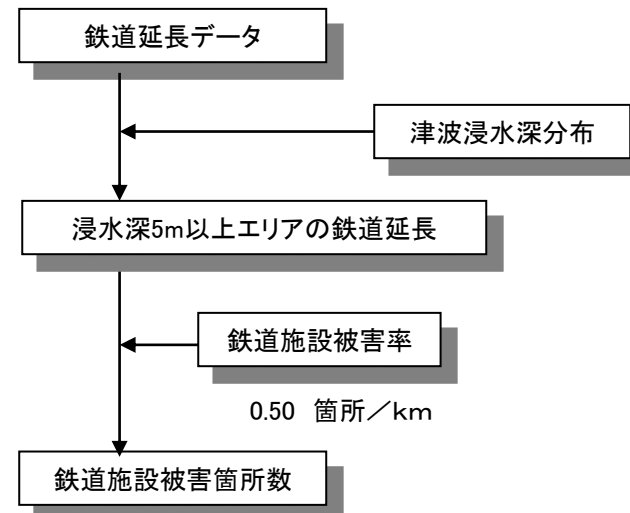 鉄道延長データ
津波浸水深分布
浸水深5m以上エリアの鉄道延長
鉄道施設被害率
0.50 箇所／km
鉄道施設被害箇所数